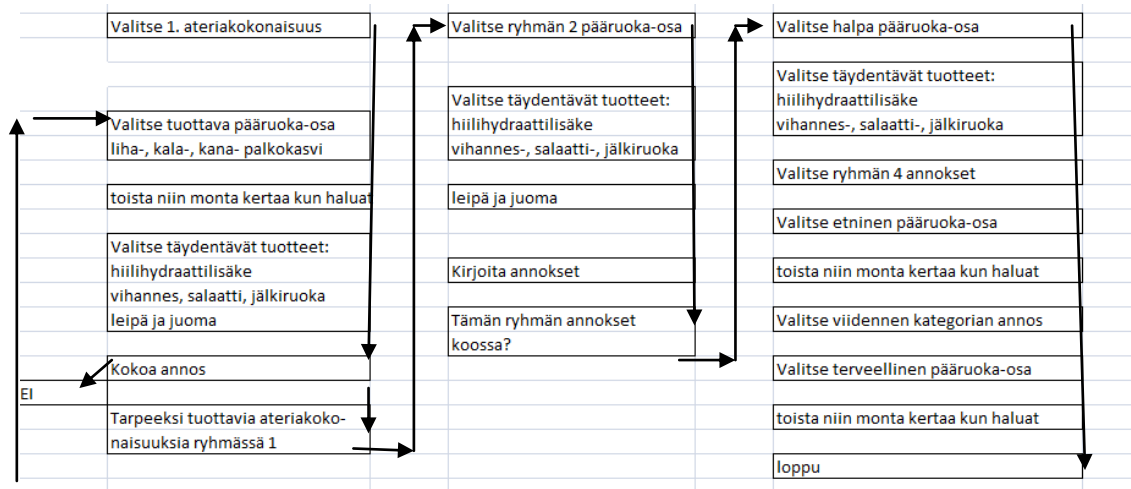 Valitse 1. ateriakokonaisuus
Valitse tuottava pääruoka-osa
liha-, kala-, kana- palkokasvi
toista niin monta kertaa kun haluat
Valitse täydentävät tuotteet:
hiilihydraattilisäke
vihannes, salaatti, jälkiruoka
leipä ja juoma
Kokoa annos
EI
Tarpeeksi tuottavia ateriakoko-
naisuuksia ryhmässä 1
Valitse ryhmän 2 pääruoka-osa
Valitse täydentävät tuotteet:
hiilihydraattilisäke
vihannes-, salaatti-, jälkiruoka
leipä ja juoma
Kirjoita annokset
Tämän ryhmän annokset
koossa?
Valitse halpa pääruoka-osa
Valitse täydentävät tuotteet:
hiilihydraattilisäke
vihannes-, salaatti-, jälkiruoka
Valitse ryhmän 4 annokset
Valitse etninen pääruoka-osa
toista niin monta kertaa kun haluat
Valitse viidennen kategorian annos
Valitse terveellinen pääruoka-osa
toista niin monta kertaa kun haluat
loppu